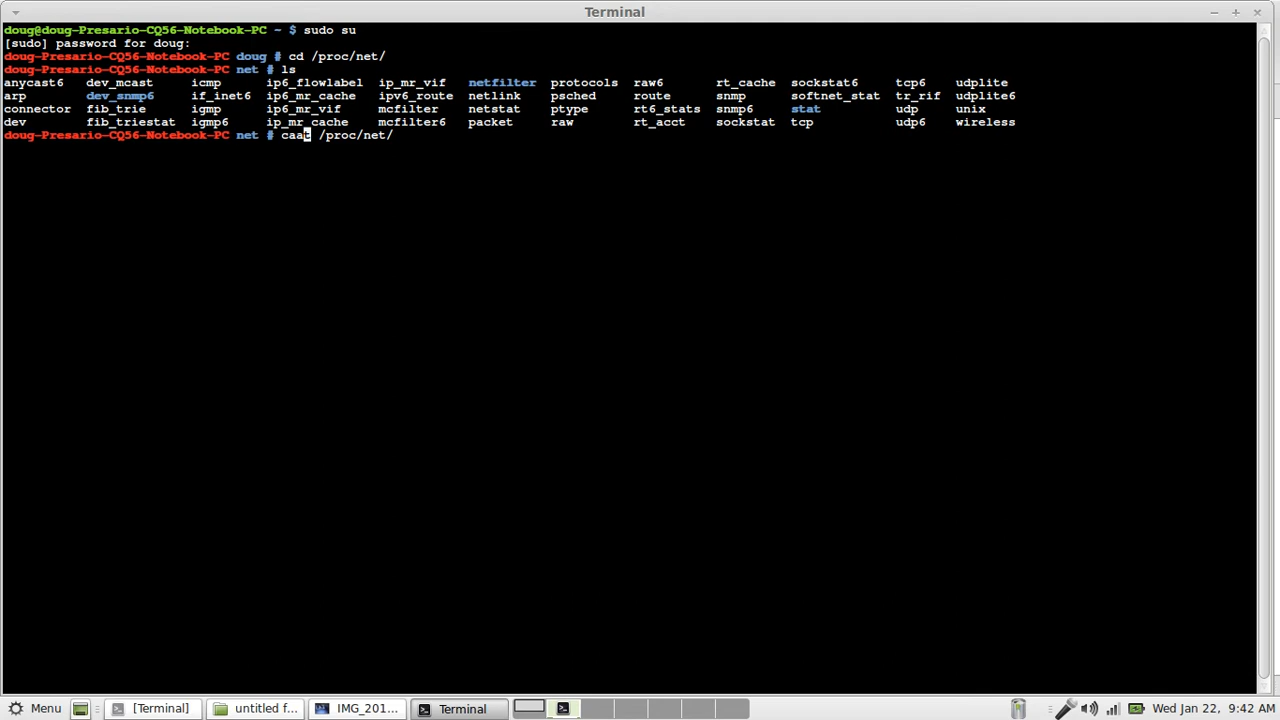 Terminal
doug@doug-Presario-CQ56-Notebook-PC ~ $ sudo su
[sudo] password for doug:
doug-Presario-CQ56-Notebook-PC doug # cd /proc/net/
doug-Presario-CQ56-Notebook-PC net # ls
anycast6 dev_mcast icmp ip6_flowlabel ip_mr_vif netfilter protocols raw6 rt_cache sockstat6 tcp6 udplite
arp dev_snmp6 if_inet6 ip6_mr_cache ipv6_route netlink psched route snmp softnet_stat tr_rif udplite6
connector fib_trie igmp ip6_mr_vif mcfilter netstat ptype rt6_stats snmp6 stat udp unix
dev fib_triestat igmp6 ip_mr_cache mcfilter6 packet raw rt_acct sockstat tcp udp6 wireless
doug-Presario-CQ56-Notebook-PC net # caat /proc/net/
Menu [Terminal] untitled f... IMG_201... Terminal Wed Jan 22, 9:42 AM